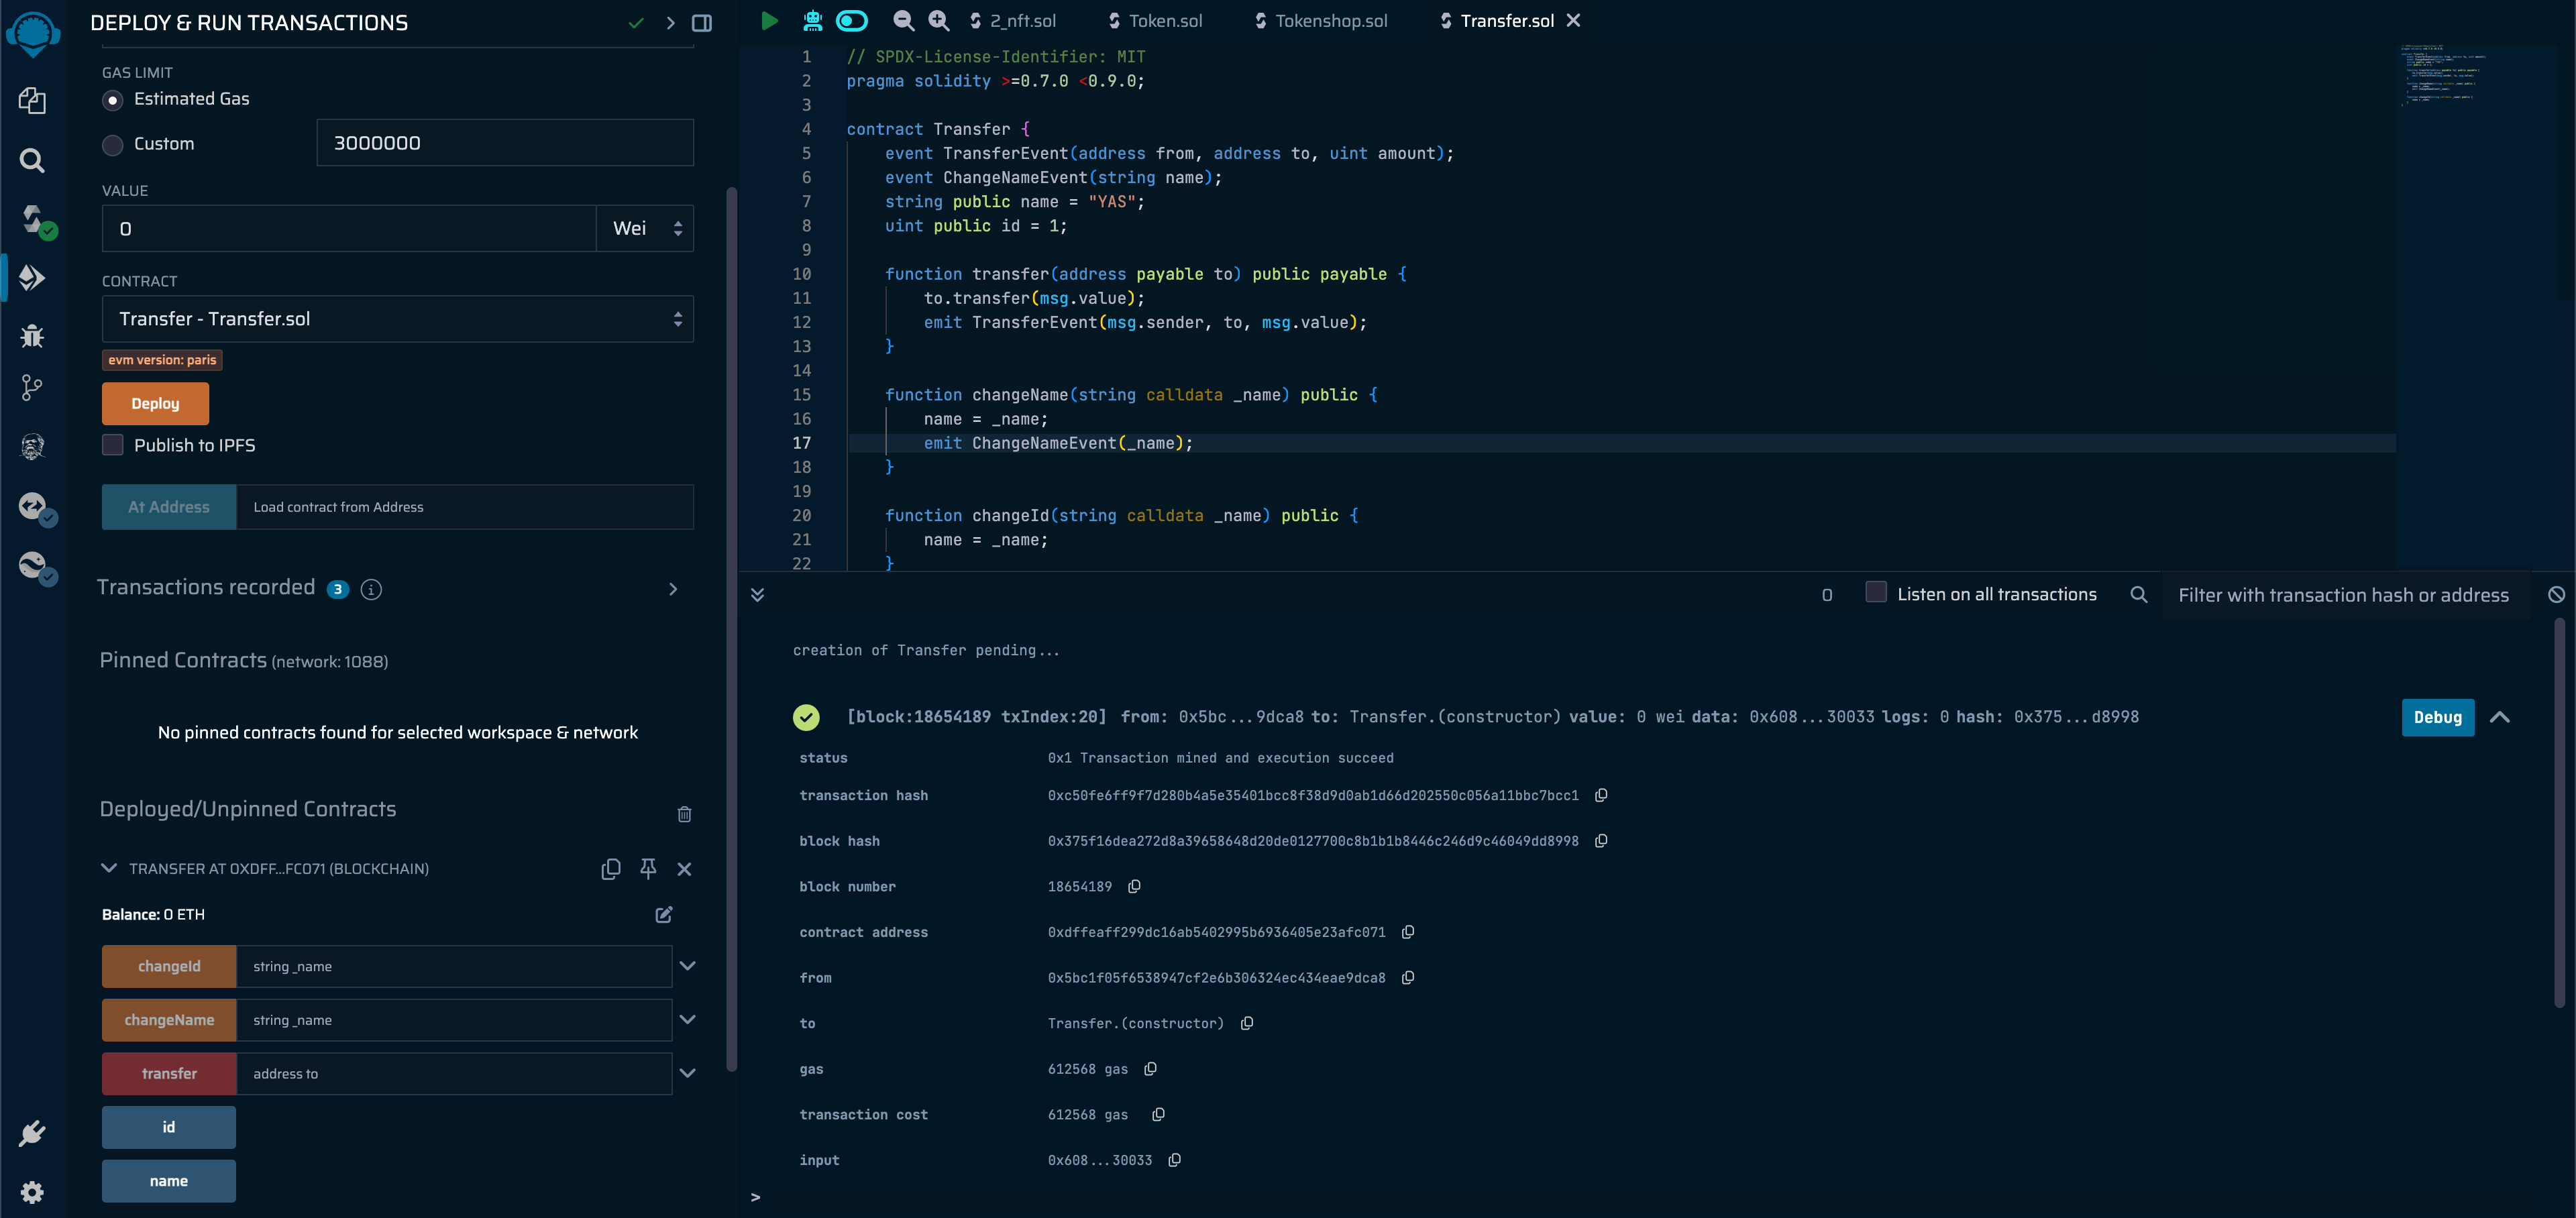 DEPLOY & RUN TRANSACTIONS
GAS LIMIT
Estimated Gas
Custom
3000000
VALUE
0
Wei
CONTRACT
Transfer - Transfer.sol
evm version: paris
Deploy
Publish to IPFS
At Address
Load contract from Address
Transactions recorded 3 i
Pinned Contracts (network: 1088)
No pinned contracts found for selected workspace & network
Deployed/Unpinned Contracts
TRANSFER AT 0XDFF...FC071 (BLOCKCHAIN)
Balance: 0 ETH
changeId string _name
changeName string _name
transfer address to
id
name
2_nft.sol Token.sol Tokenshop.sol Transfer.sol
1 // SPDX-License-Identifier: MIT
2 pragma solidity >=0.7.0 <0.9.0;
3
4 contract Transfer {
5 event TransferEvent(address from, address to, uint amount);
6 event ChangeNameEvent(string name);
7 string public name = "YAS";
8 uint public id = 1;
9
10 function transfer(address payable to) public payable {
11 to.transfer(msg.value);
12 emit TransferEvent(msg.sender, to, msg.value);
13 }
14
15 function changeName(string calldata _name) public {
16 name = _name;
17 emit ChangeNameEvent(_name);
18 }
19
20 function changeId(string calldata _name) public {
21 name = _name;
22 }
0 Listen on all transactions Filter with transaction hash or address
creation of Transfer pending...
[block:18654189 txIndex:20] from: 0x5bc...9dca8 to: Transfer.(constructor) value: 0 wei data: 0x608...30033 logs: 0 hash: 0x375...d8998
Debug
status 0x1 Transaction mined and execution succeed
transaction hash 0xc50fe6ff9f7d280b4a5e35401bcc8f38d9d0ab1d66d202550c056a11bbc7bcc1
block hash 0x375f16dea272d8a39658648d20de0127700c8b1b1b8446c246d9c46049dd8998
block number 18654189
contract address 0xdffeaff299dc16ab5402995b6936405e23afc071
from 0x5bc1f05f6538947cf2e6b306324ec434eae9dca8
to Transfer.(constructor)
gas 612568 gas
transaction cost 612568 gas
input 0x608...30033
>